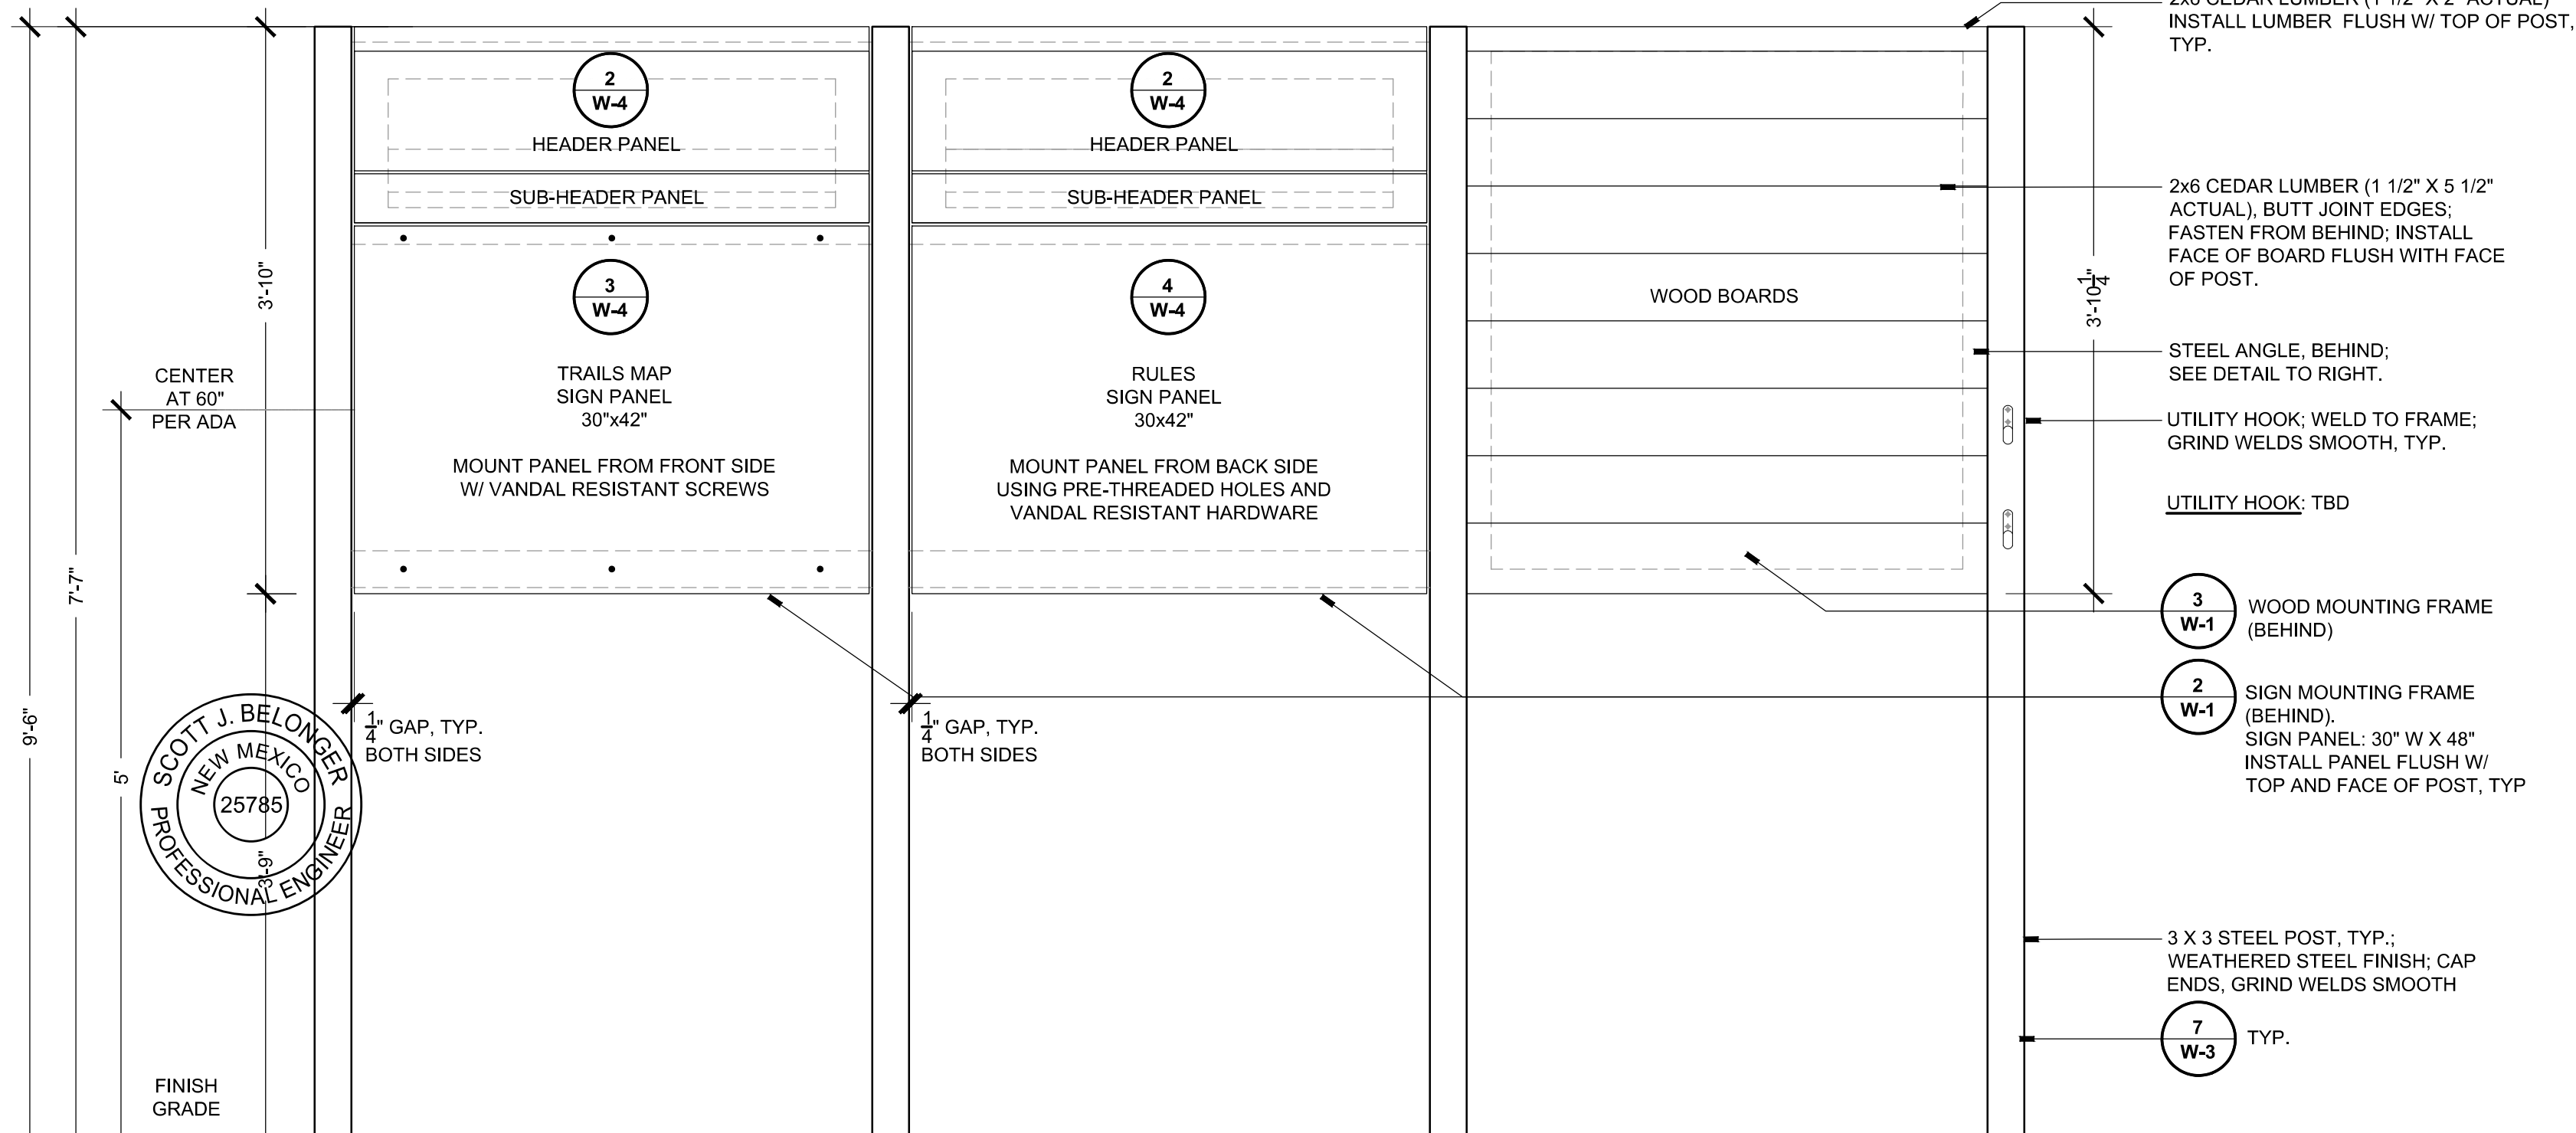 2x6 CEDAR LUMBER (1 1/2" X 2" ACTUAL)
INSTALL LUMBER FLUSH W/ TOP OF POST,
TYP.
2
W-4
HEADER PANEL
SUB-HEADER PANEL
2
W-4
HEADER PANEL
SUB-HEADER PANEL
3
W-4
TRAILS MAP
SIGN PANEL
30"x42"
MOUNT PANEL FROM FRONT SIDE
W/ VANDAL RESISTANT SCREWS
4
W-4
RULES
SIGN PANEL
30x42"
MOUNT PANEL FROM BACK SIDE
USING PRE-THREADED HOLES AND
VANDAL RESISTANT HARDWARE
WOOD BOARDS
2x6 CEDAR LUMBER (1 1/2" X 5 1/2"
ACTUAL), BUTT JOINT EDGES;
FASTEN FROM BEHIND; INSTALL
FACE OF BOARD FLUSH WITH FACE
OF POST.
3'-10 1/4"
STEEL ANGLE, BEHIND;
SEE DETAIL TO RIGHT.
UTILITY HOOK; WELD TO FRAME;
GRIND WELDS SMOOTH, TYP.
UTILITY HOOK: TBD
3
W-1
WOOD MOUNTING FRAME
(BEHIND)
2
W-1
SIGN MOUNTING FRAME
(BEHIND).
SIGN PANEL: 30" W X 48"
INSTALL PANEL FLUSH W/
TOP AND FACE OF POST, TYP
3 X 3 STEEL POST, TYP.;
WEATHERED STEEL FINISH; CAP
ENDS, GRIND WELDS SMOOTH
7
W-3
TYP.
3'-10"
CENTER
AT 60"
PER ADA
9'-6"
7'-7"
5'
3'-9"
1/4" GAP, TYP.
BOTH SIDES
1/4" GAP, TYP.
BOTH SIDES
SCOTT J. BELONGER
NEW MEXICO
25785
PROFESSIONAL ENGINEER
FINISH
GRADE